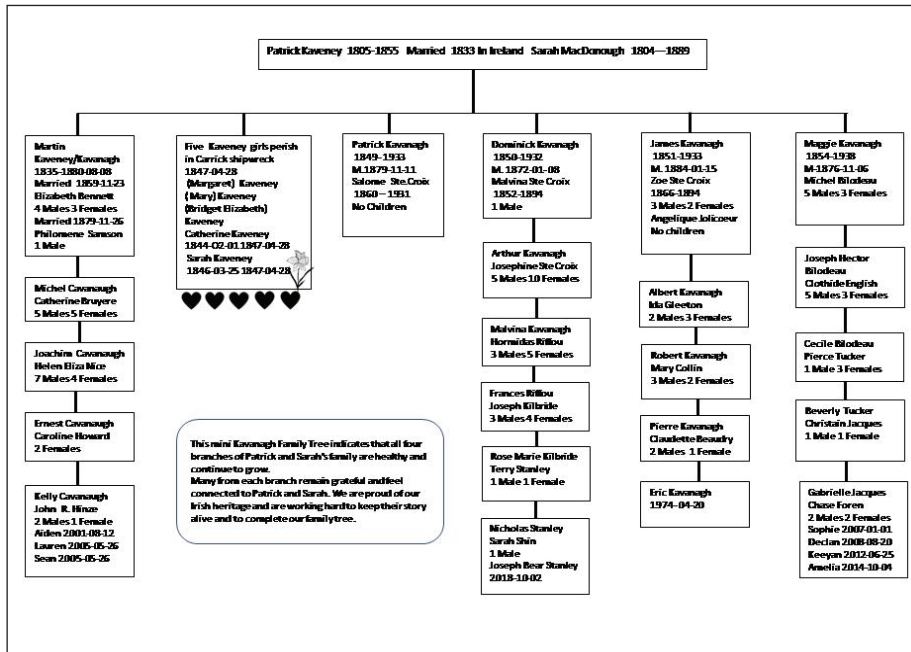 Patrick Kaveney 1805-1855 Married 1833 In Ireland Sarah MacDonough 1804—1889
Martin
Kaveney/Kavanagh
1835-1880-08-08
Married 1859-11-23
Elizabeth Bennett
4 Males 3 Females
Married 1879-11-26
Philomene Samson
1 Male
Michel Cavanaugh
Catherine Bruyere
5 Males 5 Females
Joachim Cavanaugh
Helen Eliza Nice
7 Males 4 Females
Ernest Cavanaugh
Caroline Howard
2 Females
Kelly Cavanaugh
John R. Hinze
2 Males 1 Female
Aiden 2001-08-12
Lauren 2005-05-26
Sean 2005-05-26
Five Kaveney girls perish
in Carrick shipwreck
1847-04-28
(Margaret) Kaveney
(Mary) Kaveney
(Bridget Elizabeth)
Kaveney
Catherine Kaveney
1844-02-01 1847-04-28
Sarah Kaveney
1846-03-25 1847-04-28
Patrick Kavanagh
1849-1933
M.1879-11-11
Salome Ste.Croix
1860 – 1931
No Children
Dominick Kavanagh
1850-1932
M. 1872-01-08
Malvina Ste Croix
1852-1894
1 Male
Arthur Kavanagh
Josephine Ste Croix
5 Males 10 Females
Malvina Kavanagh
Hormidas Riffou
3 Males 5 Females
Frances Riffou
Joseph Kilbride
3 Males 4 Females
Rose Marie Kilbride
Terry Stanley
1 Male 1 Female
Nicholas Stanley
Sarah Shin
1 Male
Joseph Bear Stanley
2018-10-02
James Kavanagh
1851-1933
M. 1884-01-15
Zoe Ste Croix
1866-1894
3 Males 2 Females
Angelique Jolicoeur
No children
Albert Kavanagh
Ida Gleeton
2 Males 3 Females
Robert Kavanagh
Mary Collin
3 Males 2 Females
Pierre Kavanagh
Claudette Beaudry
2 Males 1 Female
Eric Kavanagh
1974-04-20
Maggie Kavanagh
1854-1938
M-1876-11-06
Michel Bilodeau
5 Males 3 Females
Joseph Hector
Bilodeau
Clothide English
5 Males 3 Females
Cecile Bilodeau
Pierce Tucker
1 Male 3 Females
Beverly Tucker
Christain Jacques
1 Male 1 Female
Gabrielle Jacques
Chase Foren
2 Males 2 Females
Sophie 2007-01-01
Declan 2008-08-20
Keeyan 2012-06-25
Amelia 2014-10-04
This mini Kavanagh Family Tree indicates that all four
branches of Patrick and Sarah's family are healthy and
continue to grow.
Many from each branch remain grateful and feel
connected to Patrick and Sarah. We are proud of our
Irish heritage and are working hard to keep their story
alive and to complete our family tree.